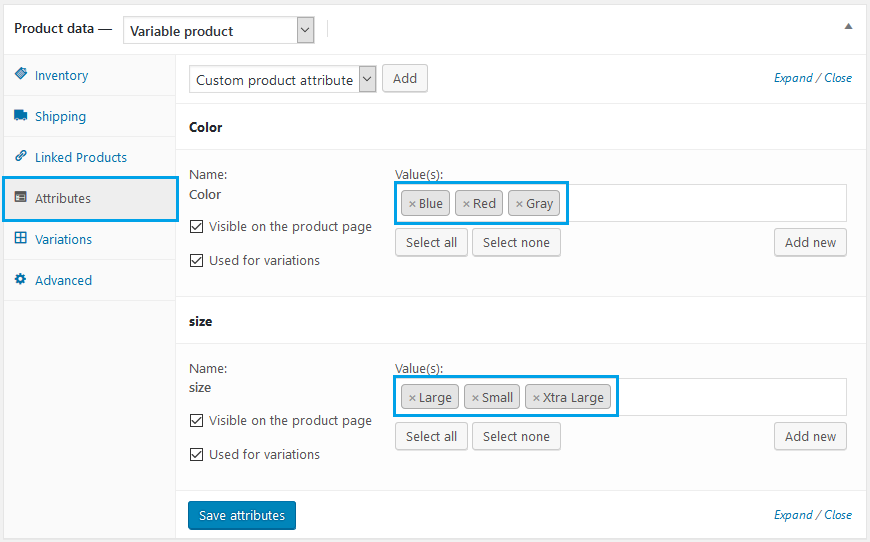 Product data — Variable product
Inventory
Shipping
Linked Products
Attributes
Variations
Advanced
Custom product attribute Add Expand / Close
Color
Name: Value(s):
Color × Blue × Red × Gray
Visible on the product page
Select all Select none Add new
Used for variations
size
Name: Value(s):
size × Large × Small × Xtra Large
Visible on the product page
Select all Select none Add new
Used for variations
Save attributes Expand / Close